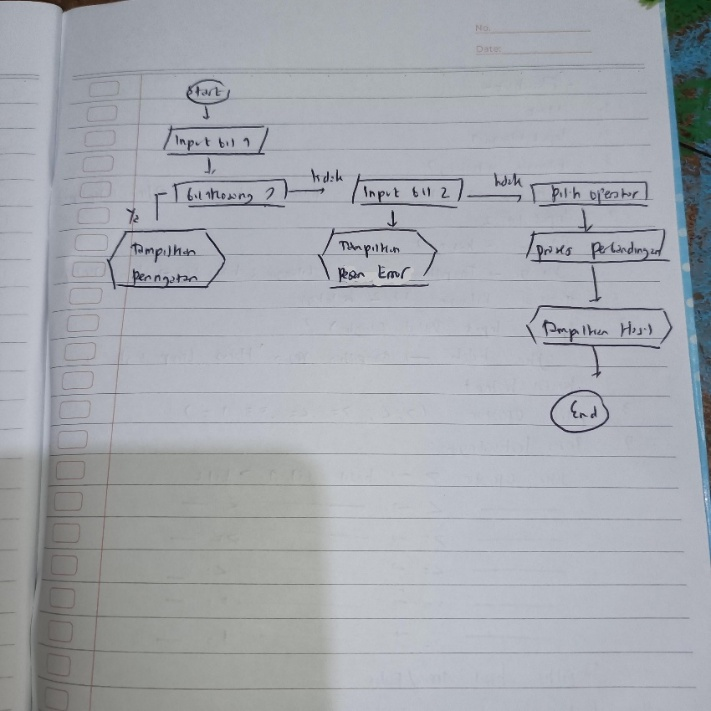 No.
Date:
Start
Input bil 1
bil kosong ?
Ya
tidak
Input bil 2
tidak
pilih operator
Tampilkan
peringatan
Tampilkan
pesan Error
proses perbandingan
Tampilkan Hasil
End